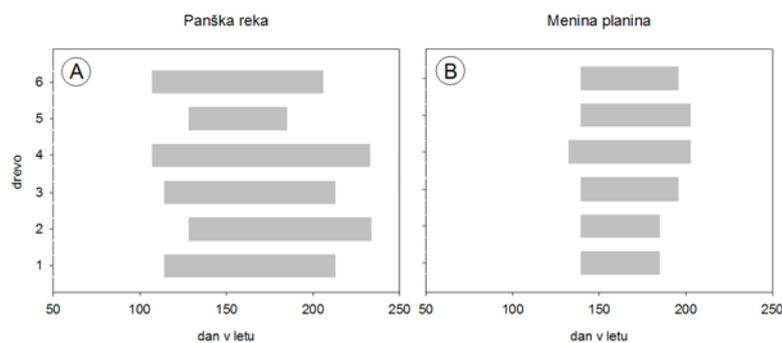 Panška reka
Menina planina
A
B
drevo
6
5
4
3
2
1
50 100 150 200 250
50 100 150 200 250
dan v letu
dan v letu